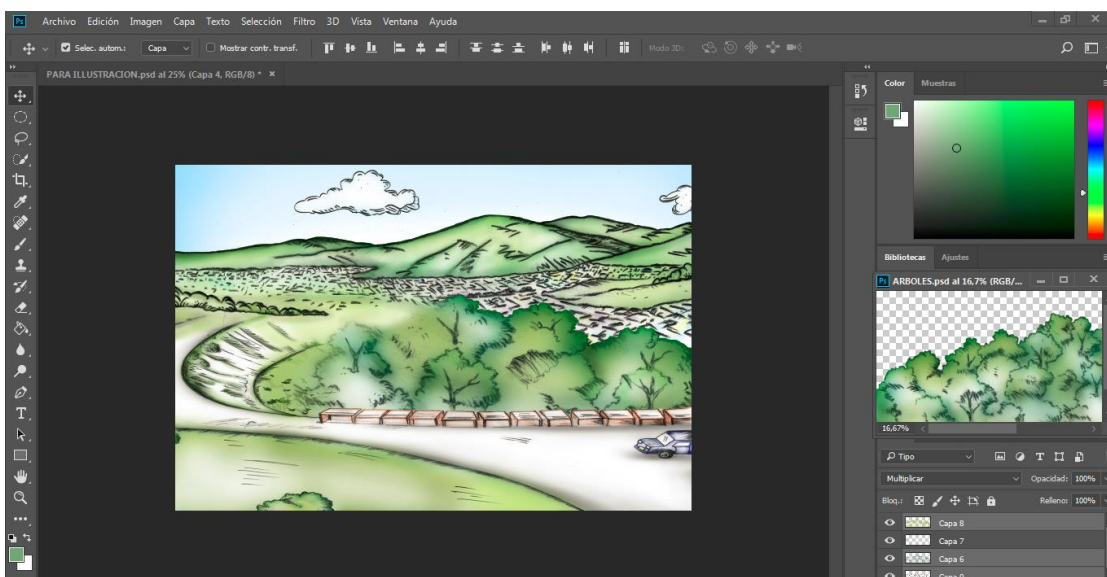 Ps Archivo Edición Imagen Capa Texto Selección Filtro 3D Vista Ventana Ayuda
Selec. autom.: Capa Mostrar contr. transf. Modo 3D:
PARA ILLUSTRACION.psd al 25% (Capa 4, RGB/8) * ×
Color Muestras
Bibliotecas Ajustes
Ps ARBOLES.psd al 16,7% (RGB/...
16,67%
Tipo
Multiplicar Opacidad: 100%
Bloq.: Relleno: 100%
Capa 8
Capa 7
Capa 6